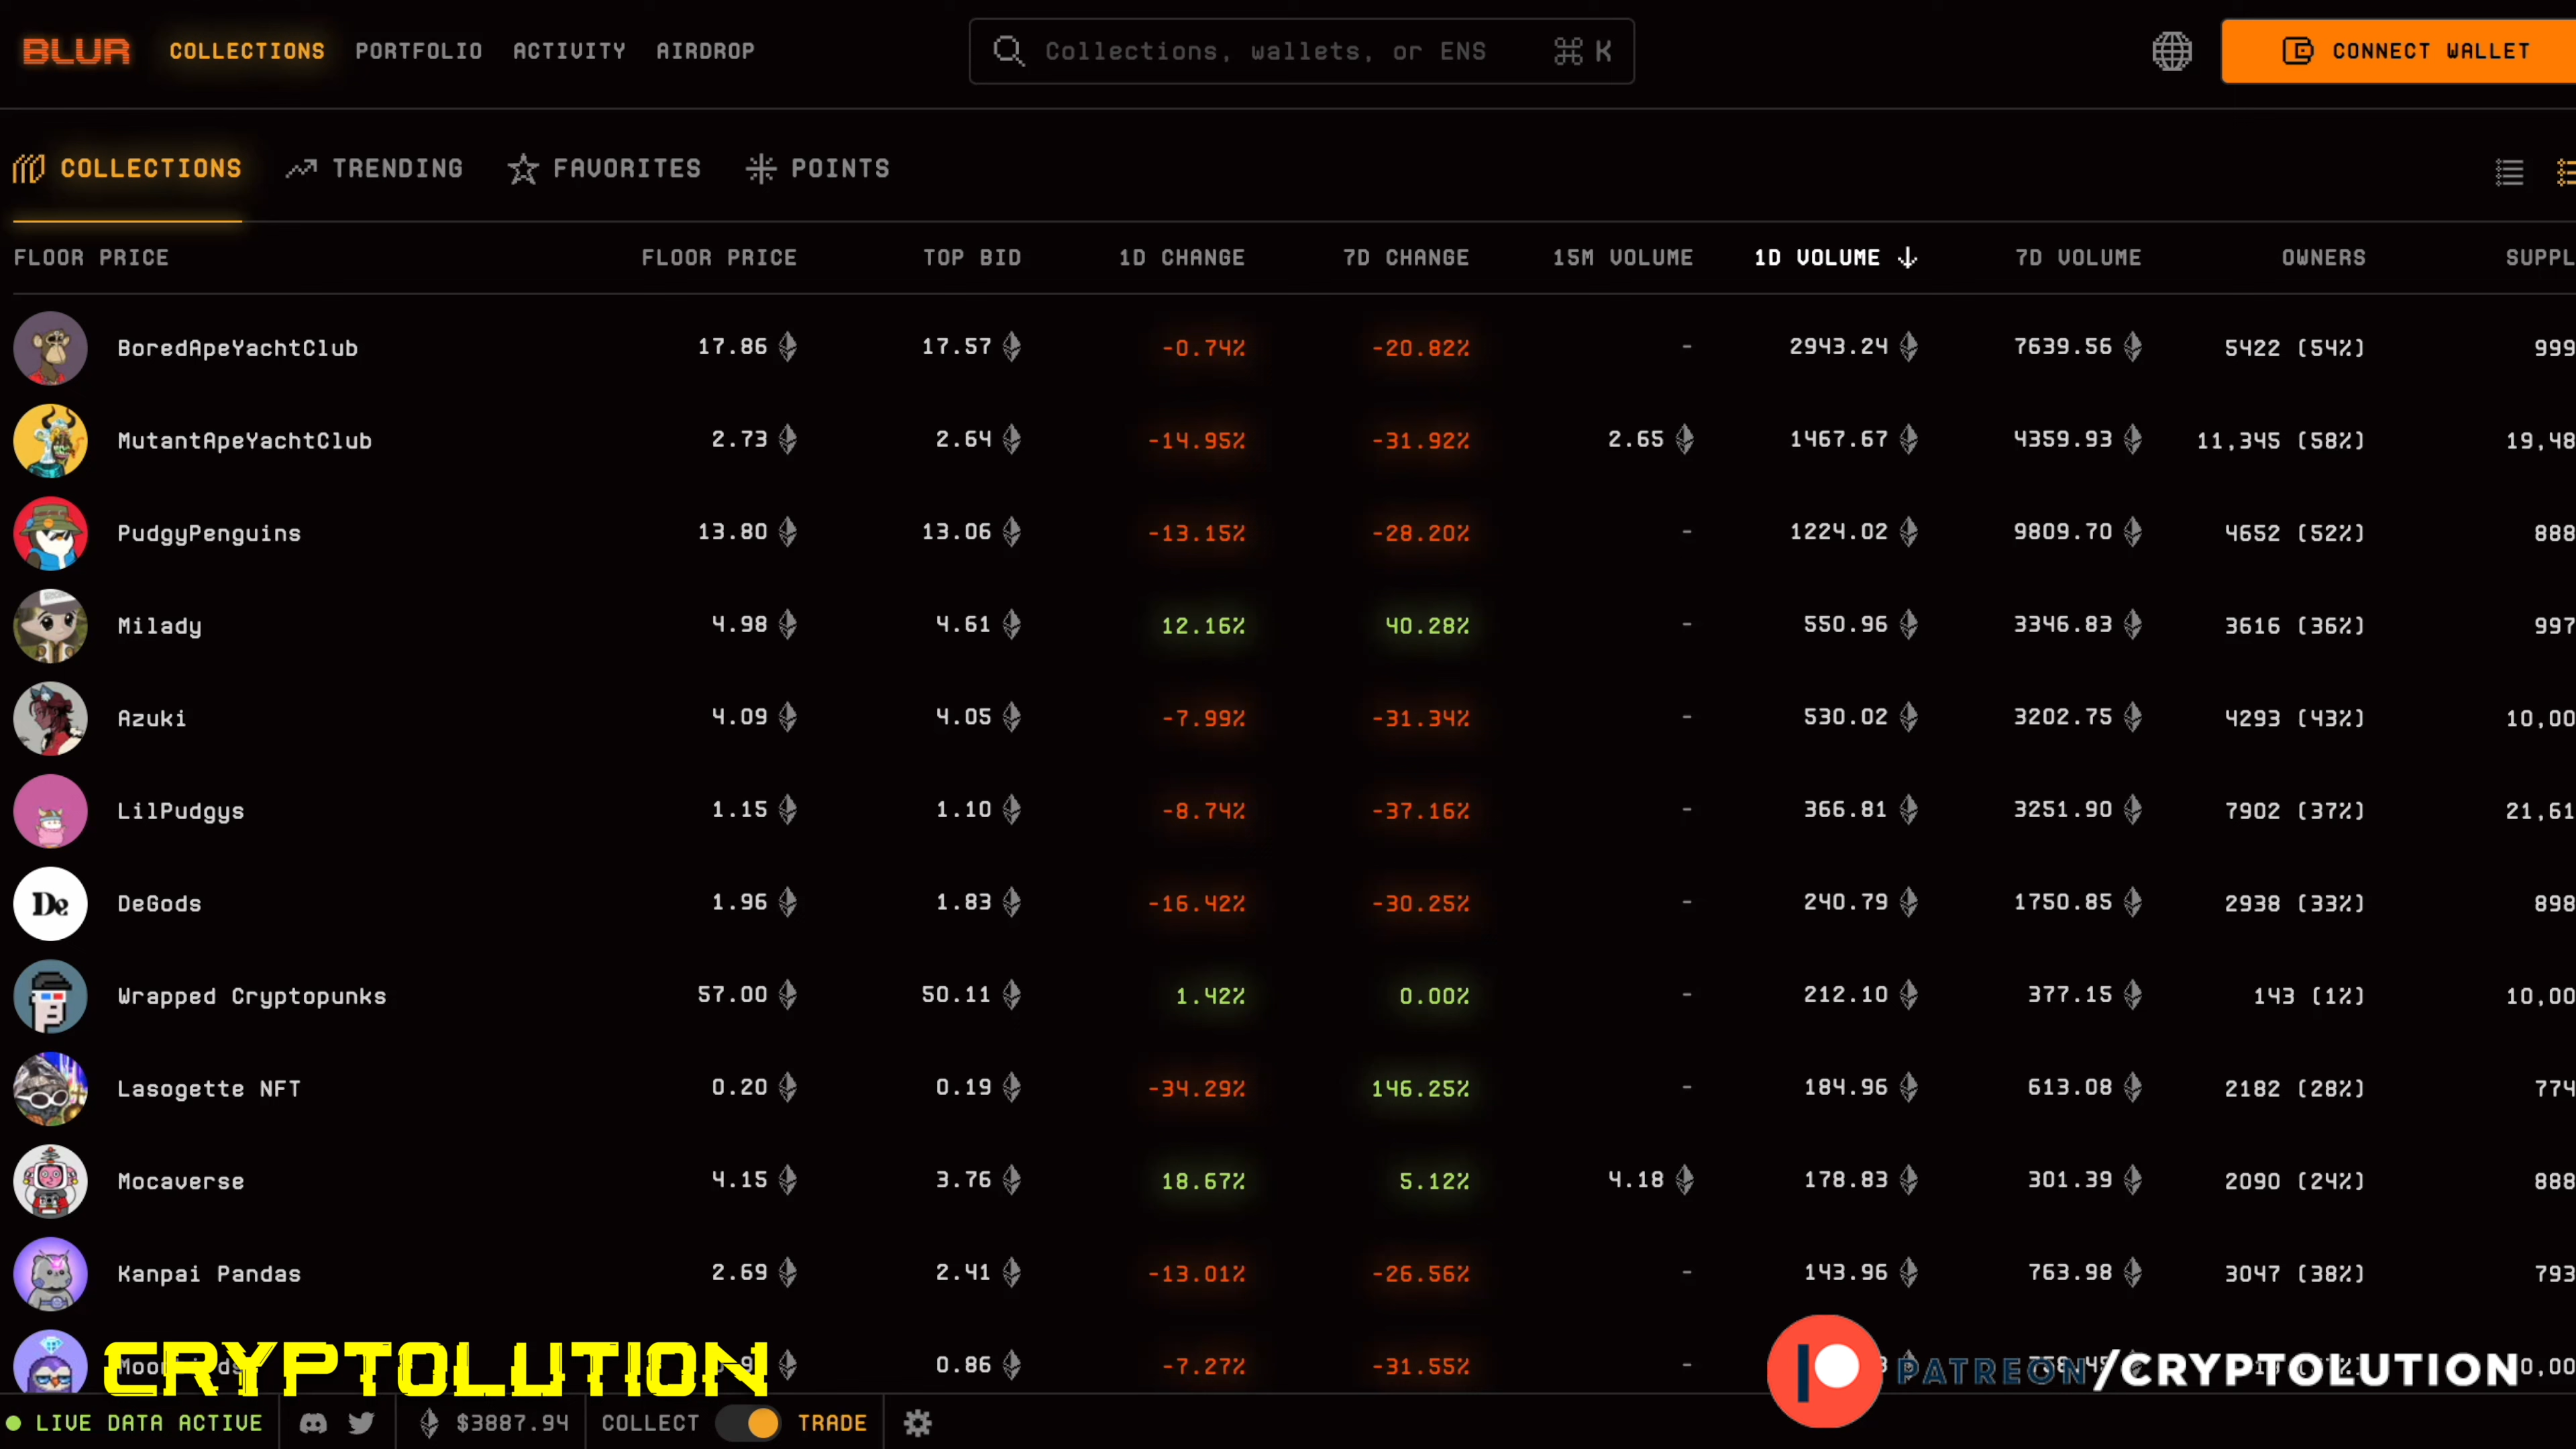 BLUR COLLECTIONS PORTFOLIO ACTIVITY AIRDROP Collections, wallets, or ENS ⌘ K CONNECT WALLET
COLLECTIONS TRENDING FAVORITES POINTS
FLOOR PRICE FLOOR PRICE TOP BID 1D CHANGE 7D CHANGE 15M VOLUME 1D VOLUME ↓ 7D VOLUME OWNERS SUPPL
BoredApeYachtClub 17.86 17.57 -0.74% -20.82% - 2943.24 7639.56 5422 (54%) 999
MutantApeYachtClub 2.73 2.64 -14.95% -31.92% 2.65 1467.67 4359.93 11,345 (58%) 19,48
PudgyPenguins 13.80 13.06 -13.15% -28.20% - 1224.02 9809.70 4652 (52%) 888
Milady 4.98 4.61 12.16% 40.28% - 550.96 3346.83 3616 (36%) 997
Azuki 4.09 4.05 -7.99% -31.34% - 530.02 3202.75 4293 (43%) 10,00
LilPudgys 1.15 1.10 -8.74% -37.16% - 366.81 3251.90 7902 (37%) 21,61
De DeGods 1.96 1.83 -16.42% -30.25% - 240.79 1750.85 2938 (33%) 898
Wrapped Cryptopunks 57.00 50.11 1.42% 0.00% - 212.10 377.15 143 (1%) 10,00
Lasogette NFT 0.20 0.19 -34.29% 146.25% - 184.96 613.08 2182 (28%) 774
Mocaverse 4.15 3.76 18.67% 5.12% 4.18 178.83 301.39 2090 (24%) 888
Kanpai Pandas 2.69 2.41 -13.01% -26.56% - 143.96 763.98 3047 (38%) 793
0.86 -7.27% -31.55% -
CRYPTOLUTION PATREON/CRYPTOLUTION
LIVE DATA ACTIVE $3887.94 COLLECT TRADE